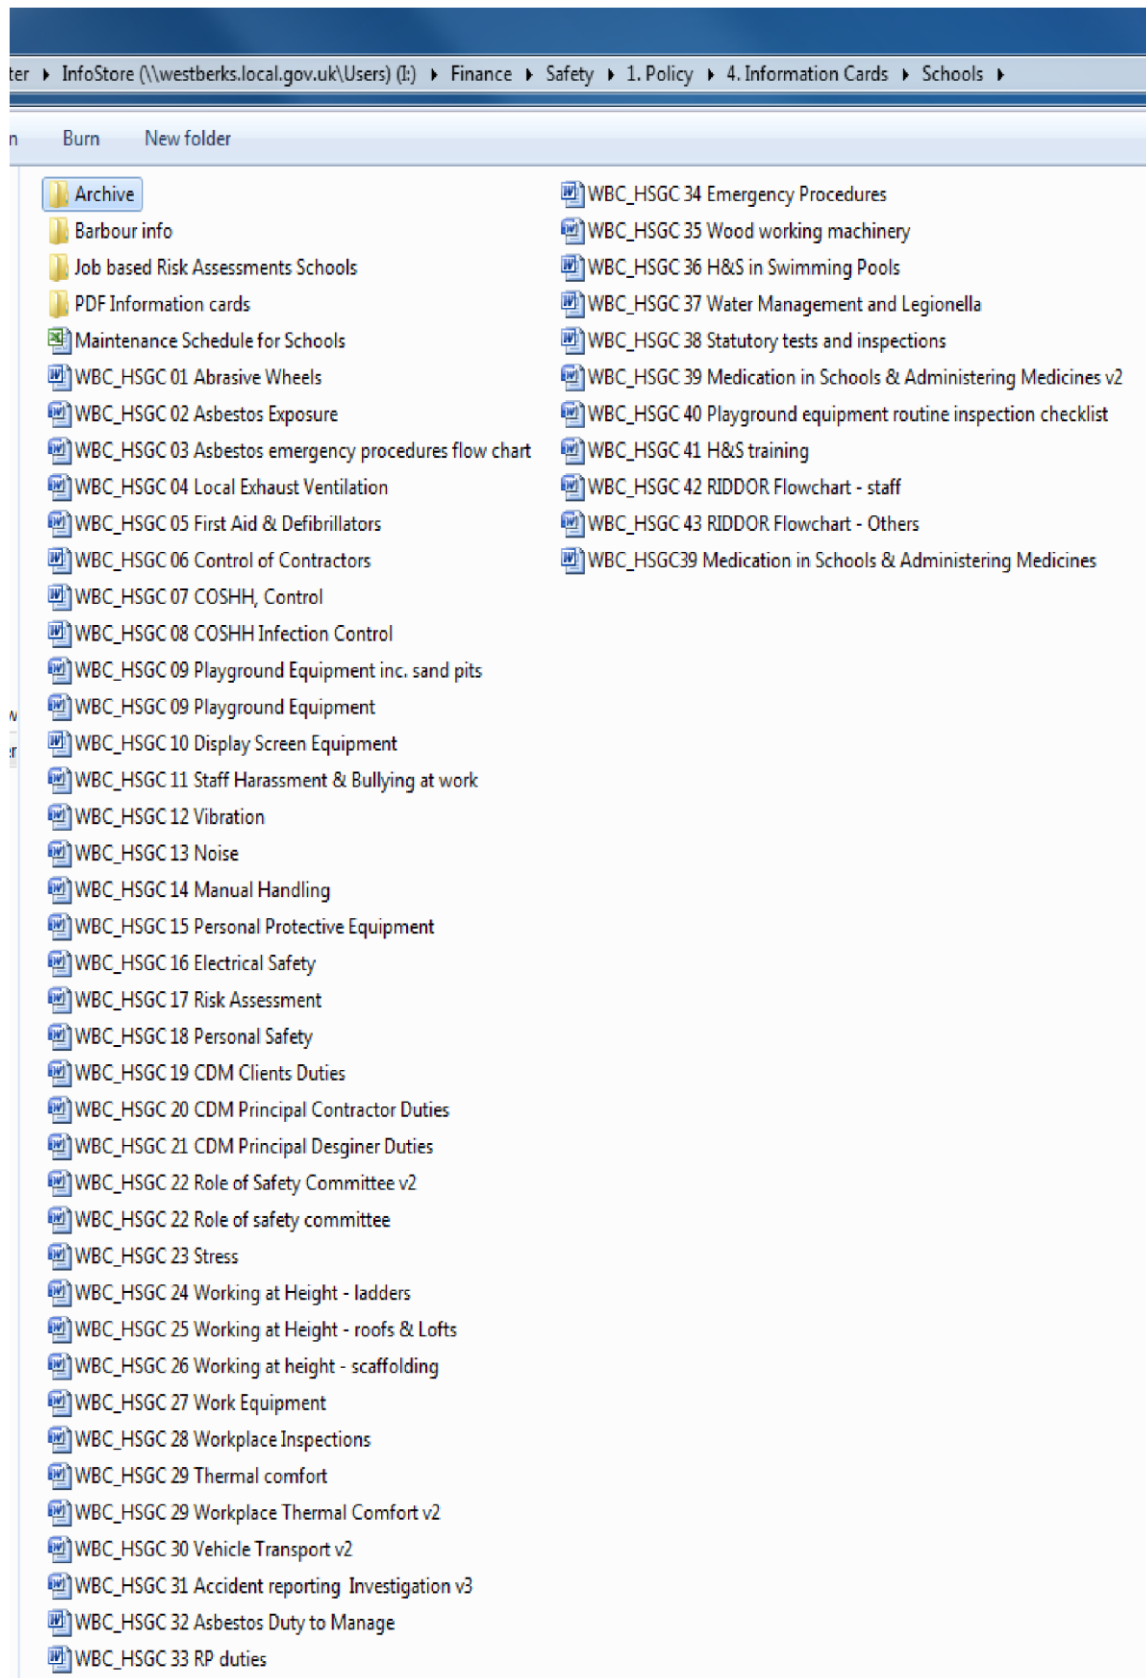 ter ▸ InfoStore (\\westberks.local.gov.uk\Users) (I:) ▸ Finance ▸ Safety ▸ 1. Policy ▸ 4. Information Cards ▸ Schools ▸
n Burn New folder
Archive
Barbour info
Job based Risk Assessments Schools
PDF Information cards
Maintenance Schedule for Schools
WBC_HSGC 01 Abrasive Wheels
WBC_HSGC 02 Asbestos Exposure
WBC_HSGC 03 Asbestos emergency procedures flow chart
WBC_HSGC 04 Local Exhaust Ventilation
WBC_HSGC 05 First Aid & Defibrillators
WBC_HSGC 06 Control of Contractors
WBC_HSGC 07 COSHH, Control
WBC_HSGC 08 COSHH Infection Control
WBC_HSGC 09 Playground Equipment inc. sand pits
WBC_HSGC 09 Playground Equipment
WBC_HSGC 10 Display Screen Equipment
WBC_HSGC 11 Staff Harassment & Bullying at work
WBC_HSGC 12 Vibration
WBC_HSGC 13 Noise
WBC_HSGC 14 Manual Handling
WBC_HSGC 15 Personal Protective Equipment
WBC_HSGC 16 Electrical Safety
WBC_HSGC 17 Risk Assessment
WBC_HSGC 18 Personal Safety
WBC_HSGC 19 CDM Clients Duties
WBC_HSGC 20 CDM Principal Contractor Duties
WBC_HSGC 21 CDM Principal Desginer Duties
WBC_HSGC 22 Role of Safety Committee v2
WBC_HSGC 22 Role of safety committee
WBC_HSGC 23 Stress
WBC_HSGC 24 Working at Height - ladders
WBC_HSGC 25 Working at Height - roofs & Lofts
WBC_HSGC 26 Working at height - scaffolding
WBC_HSGC 27 Work Equipment
WBC_HSGC 28 Workplace Inspections
WBC_HSGC 29 Thermal comfort
WBC_HSGC 29 Workplace Thermal Comfort v2
WBC_HSGC 30 Vehicle Transport v2
WBC_HSGC 31 Accident reporting  Investigation v3
WBC_HSGC 32 Asbestos Duty to Manage
WBC_HSGC 33 RP duties
WBC_HSGC 34 Emergency Procedures
WBC_HSGC 35 Wood working machinery
WBC_HSGC 36 H&S in Swimming Pools
WBC_HSGC 37 Water Management and Legionella
WBC_HSGC 38 Statutory tests and inspections
WBC_HSGC 39 Medication in Schools & Administering Medicines v2
WBC_HSGC 40 Playground equipment routine inspection checklist
WBC_HSGC 41 H&S training
WBC_HSGC 42 RIDDOR Flowchart - staff
WBC_HSGC 43 RIDDOR Flowchart - Others
WBC_HSGC39 Medication in Schools & Administering Medicines